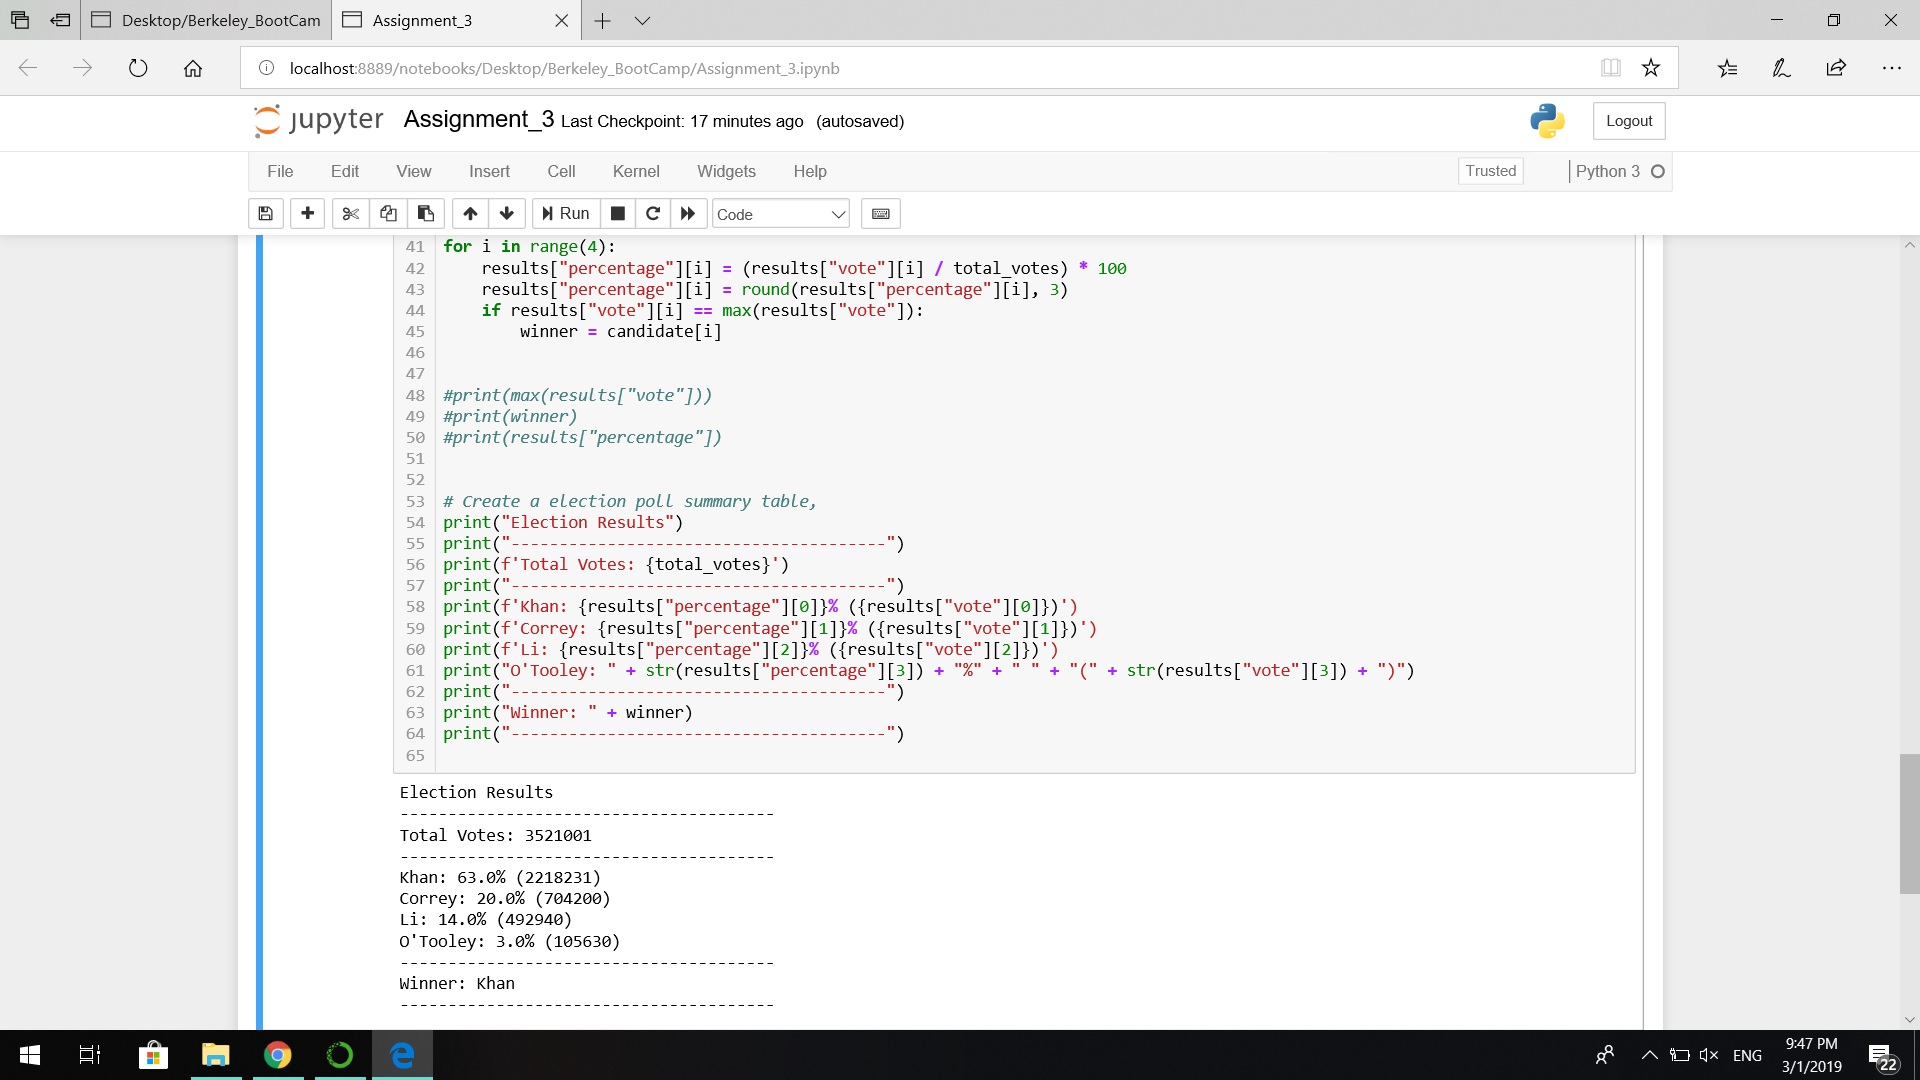 Desktop/Berkeley_BootCam
Assignment_3
localhost:8889/notebooks/Desktop/Berkeley_BootCamp/Assignment_3.ipynb
jupyter Assignment_3 Last Checkpoint: 17 minutes ago (autosaved)
Logout
File Edit View Insert Cell Kernel Widgets Help
Trusted
Python 3
Run
Code
41 for i in range(4):
42     results["percentage"][i] = (results["vote"][i] / total_votes) * 100
43     results["percentage"][i] = round(results["percentage"][i], 3)
44     if results["vote"][i] == max(results["vote"]):
45         winner = candidate[i]
46
47
48 #print(max(results["vote"]))
49 #print(winner)
50 #print(results["percentage"])
51
52
53 # Create a election poll summary table,
54 print("Election Results")
55 print("---------------------------------------")
56 print(f'Total Votes: {total_votes}')
57 print("---------------------------------------")
58 print(f'Khan: {results["percentage"][0]}% ({results["vote"][0]})')
59 print(f'Correy: {results["percentage"][1]}% ({results["vote"][1]})')
60 print(f'Li: {results["percentage"][2]}% ({results["vote"][2]})')
61 print("O'Tooley: " + str(results["percentage"][3]) + "%" + " " + "(" + str(results["vote"][3]) + ")")
62 print("---------------------------------------")
63 print("Winner: " + winner)
64 print("---------------------------------------")
65
Election Results
---------------------------------------
Total Votes: 3521001
---------------------------------------
Khan: 63.0% (2218231)
Correy: 20.0% (704200)
Li: 14.0% (492940)
O'Tooley: 3.0% (105630)
---------------------------------------
Winner: Khan
---------------------------------------
ENG
9:47 PM
3/1/2019
22